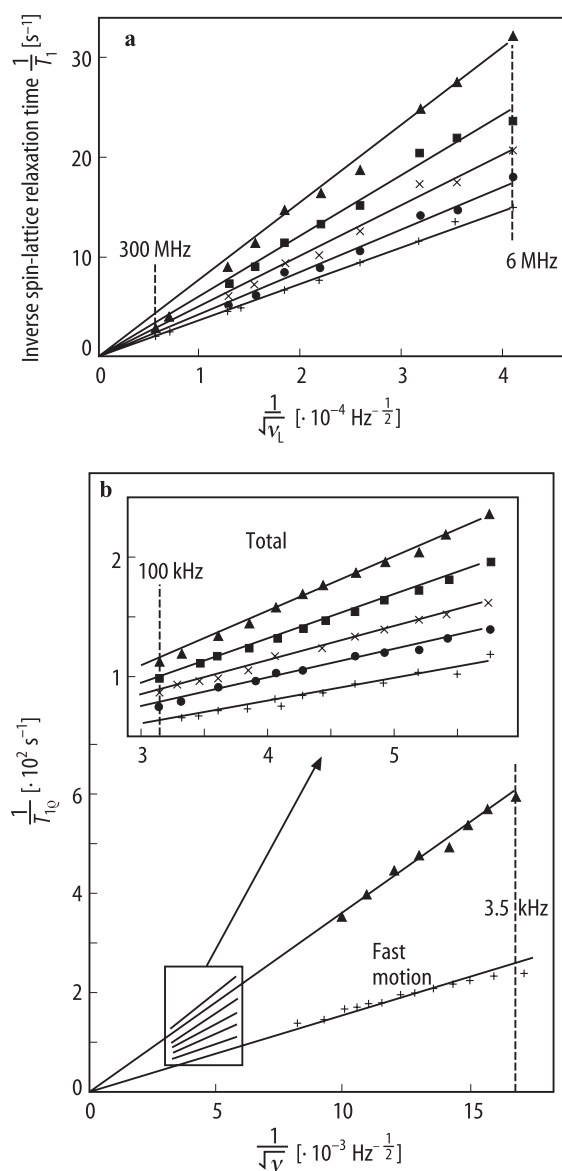 a
Inverse spin-lattice relaxation time 1/T₁ [s⁻¹]
30
20
10
0
300 MHz
6 MHz
0 1 2 3 4
1/√ν_L [· 10⁻⁴ Hz^(-1/2)]
b
Total
100 kHz
2
1
3 4 5
1/T₁ρ [· 10² s⁻¹]
6
4
2
0
3.5 kHz
Fast
motion
0 5 10 15
1/√ν [· 10⁻³ Hz^(-1/2)]